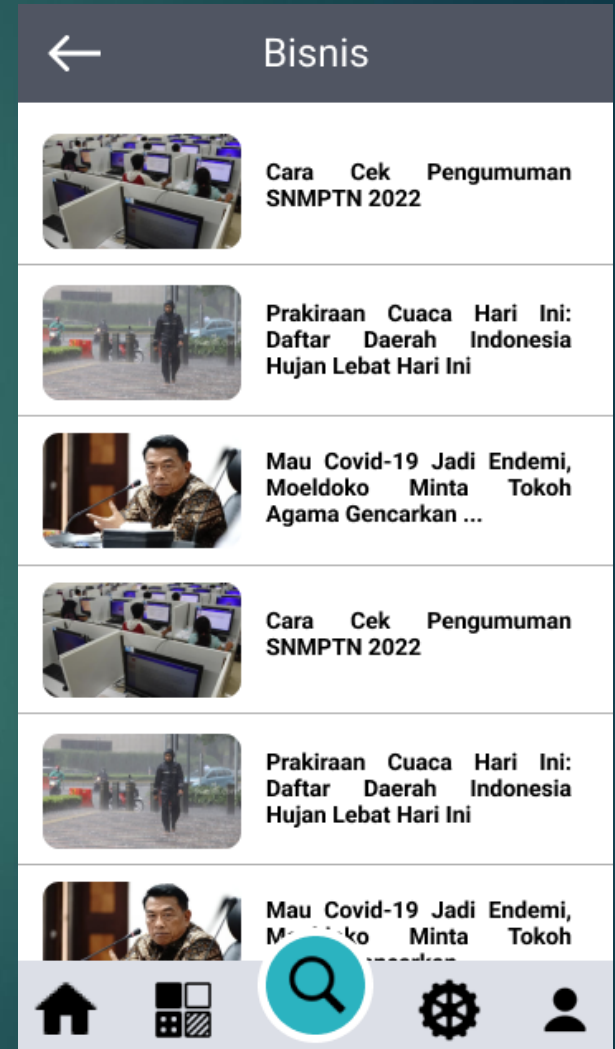 Bisnis
Cara Cek Pengumuman
SNMPTN 2022
Prakiraan Cuaca Hari Ini:
Daftar Daerah Indonesia
Hujan Lebat Hari Ini
Mau Covid-19 Jadi Endemi,
Moeldoko Minta Tokoh
Agama Gencarkan ...
Cara Cek Pengumuman
SNMPTN 2022
Prakiraan Cuaca Hari Ini:
Daftar Daerah Indonesia
Hujan Lebat Hari Ini
Mau Covid-19 Jadi Endemi,
Minta Tokoh